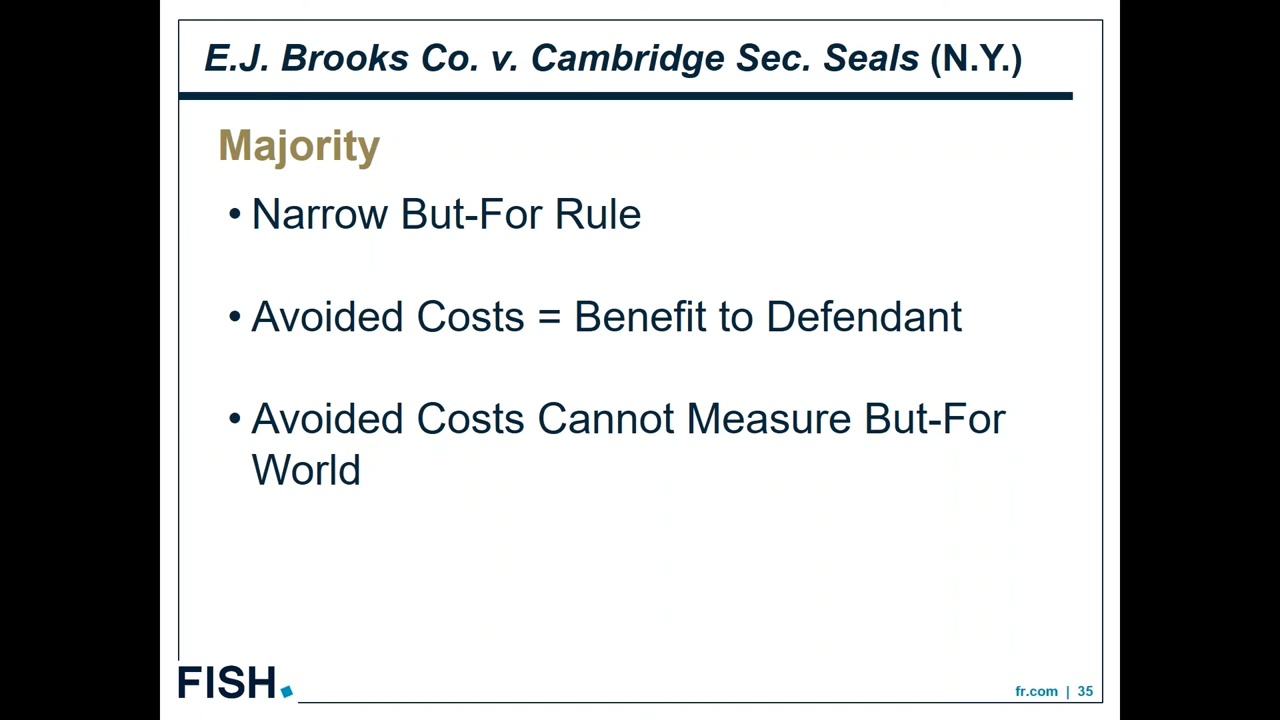 E.J. Brooks Co. v. Cambridge Sec. Seals (N.Y.)
Majority
• Narrow But-For Rule
• Avoided Costs = Benefit to Defendant
• Avoided Costs Cannot Measure But-For
World
FISH.
fr.com | 35